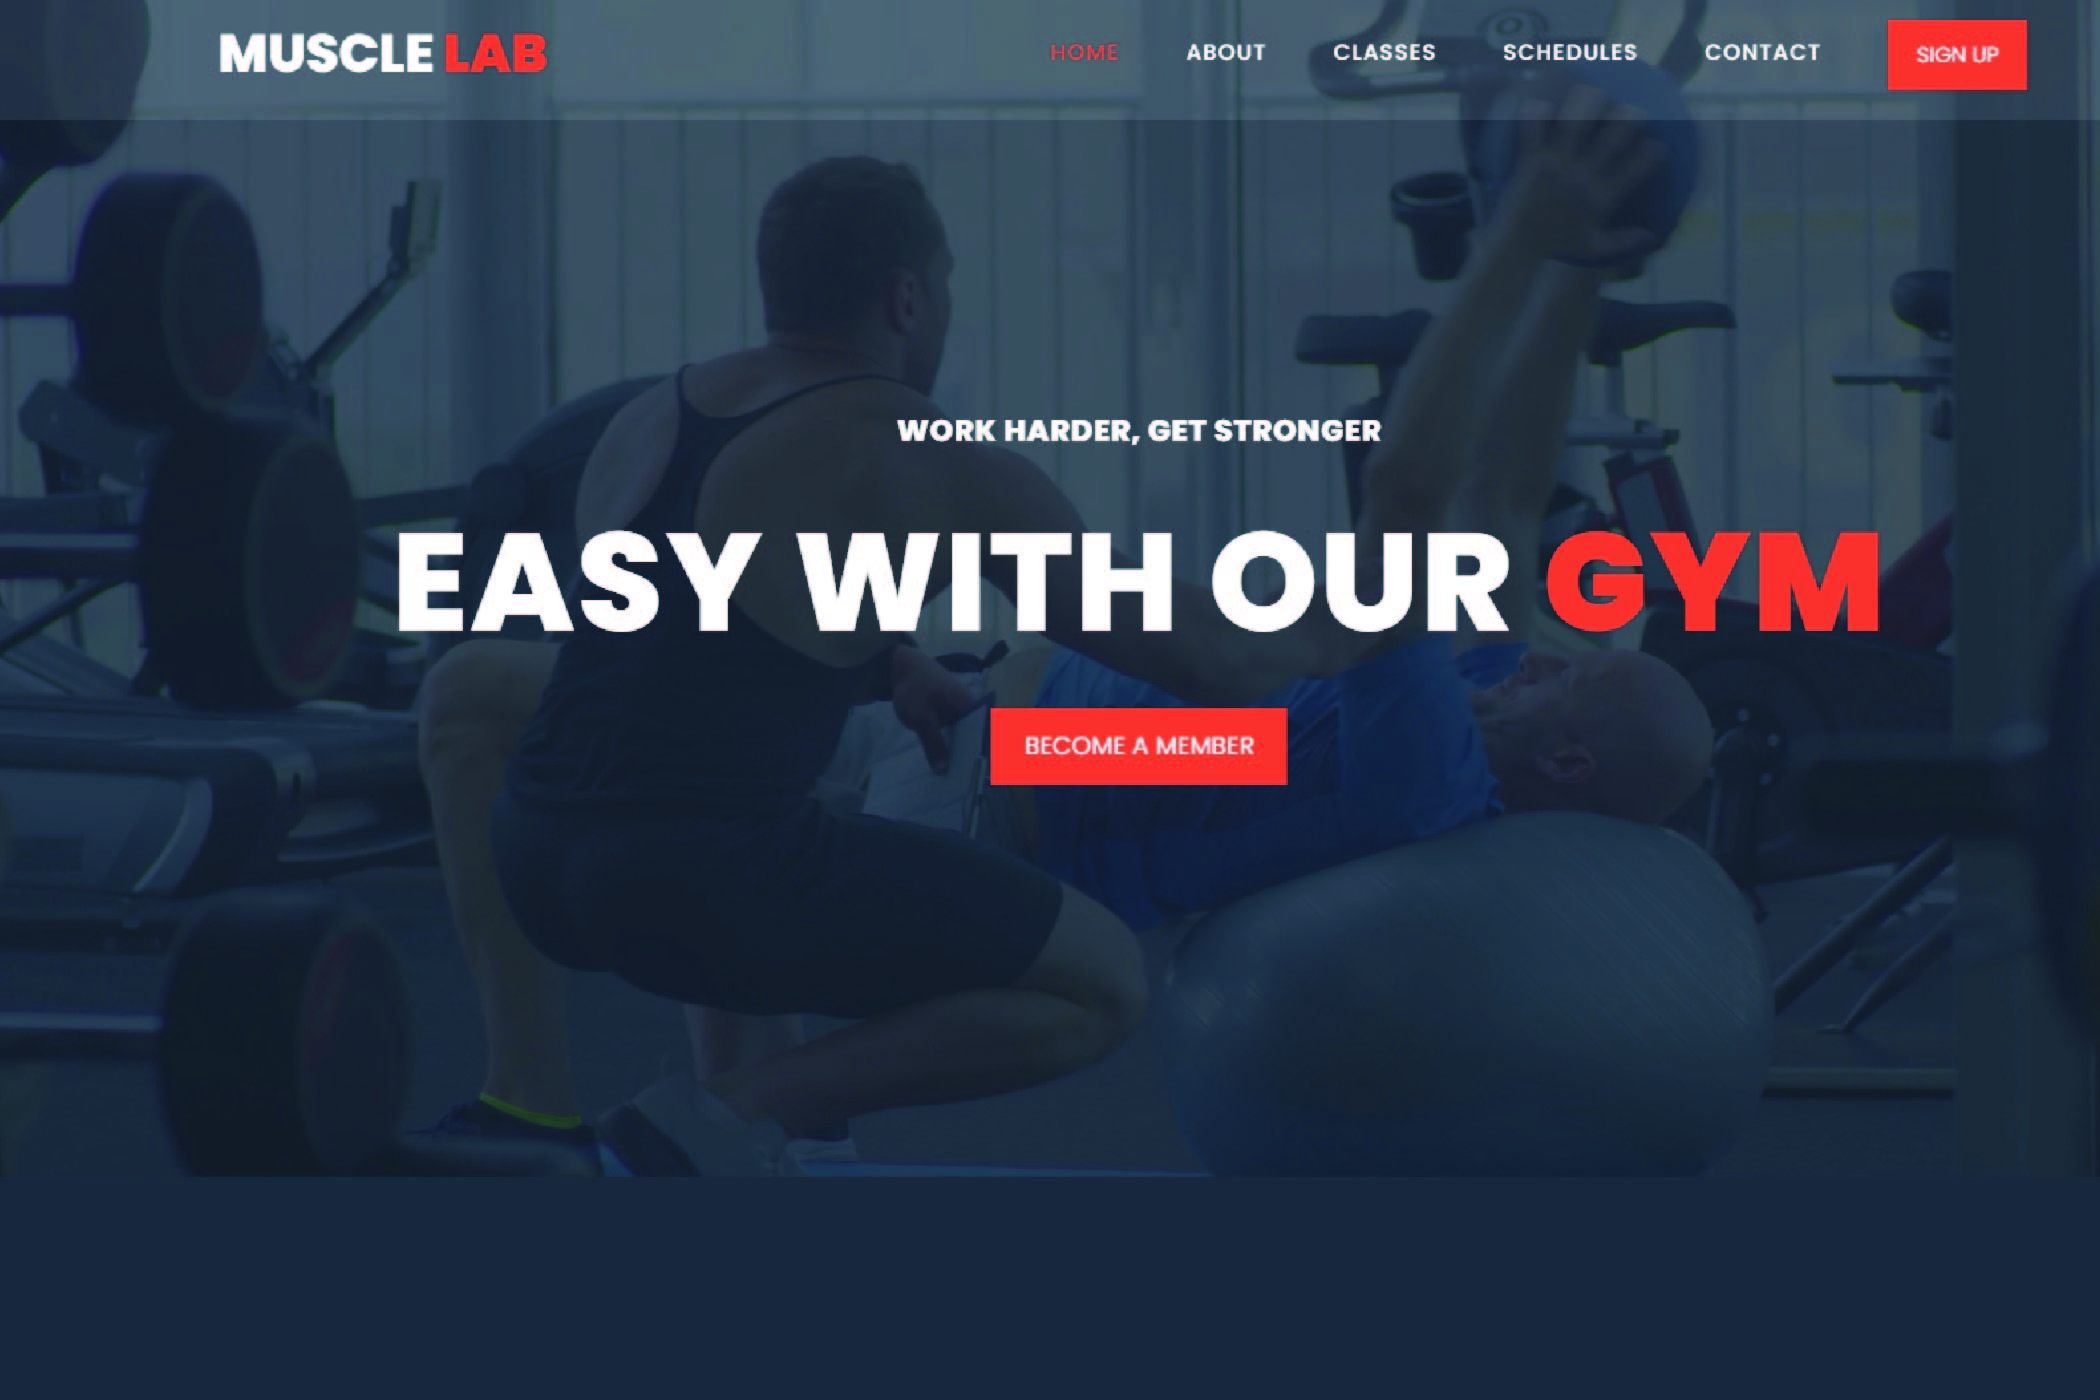 MUSCLE LAB
HOME ABOUT CLASSES SCHEDULES CONTACT SIGN UP
WORK HARDER, GET STRONGER
EASY WITH OUR GYM
BECOME A MEMBER